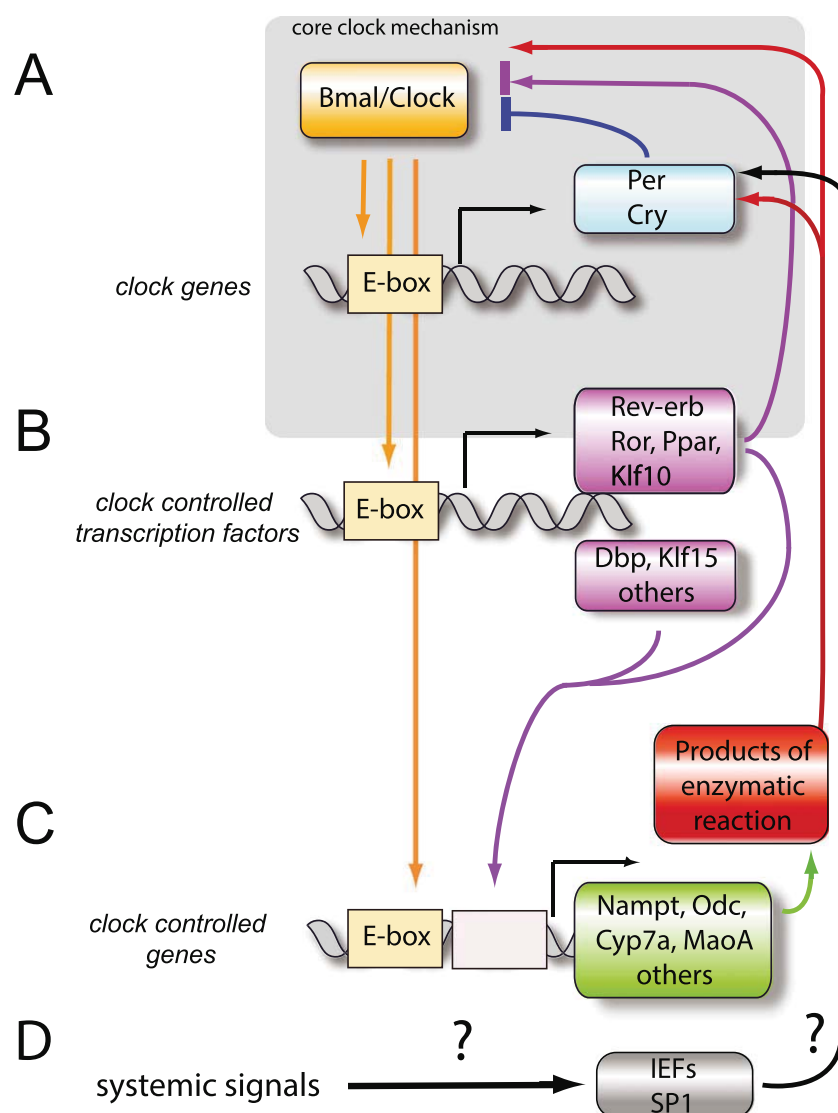 core clock mechanism
A
Bmal/Clock
Per
Cry
clock genes
E-box
B
Rev-erb
Ror, Ppar,
Klf10
clock controlled
transcription factors
E-box
Dbp, Klf15
others
Products of
enzymatic
reaction
C
clock controlled
genes
E-box
Nampt, Odc,
Cyp7a, MaoA
others
D
?
?
systemic signals
IEFs
SP1